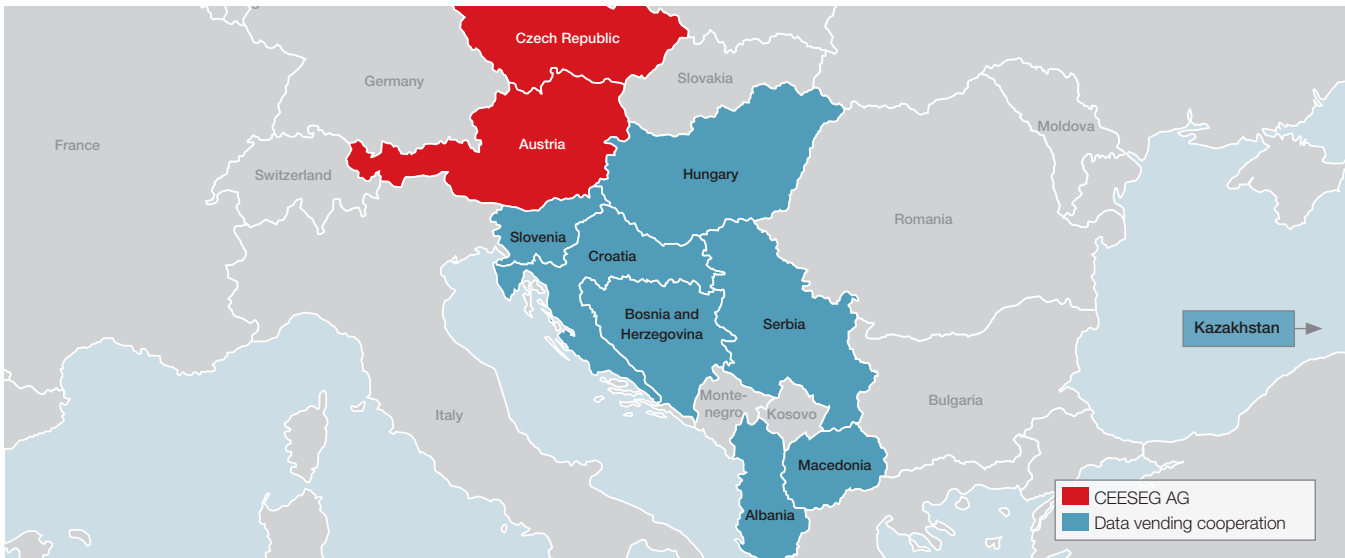 Czech Republic
Germany
Slovakia
France
Austria
Moldova
Switzerland
Hungary
Romania
Slovenia
Croatia
Bosnia and
Herzegovina
Serbia
Kazakhstan
Monte-
negro
Kosovo
Bulgaria
Italy
Macedonia
Albania
CEESEG AG
Data vending cooperation